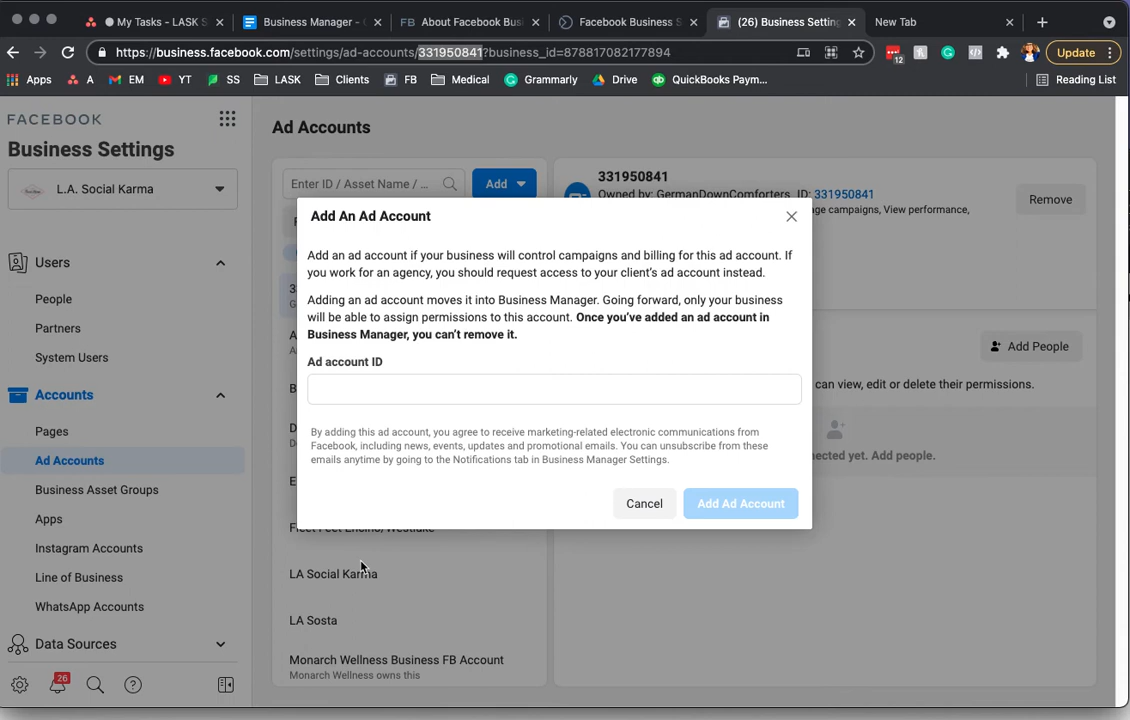 My Tasks – LASK S
Business Manager -
FB About Facebook Busi
Facebook Business S
(26) Business Settin
New Tab
https://business.facebook.com/settings/ad-accounts/331950841?business_id=878817082177894
12
Update
Apps
A
EM
YT
SS
LASK
Clients
FB
Medical
Grammarly
Drive
QuickBooks Paym...
Reading List
FACEBOOK
Business Settings
L.A. Social Karma
Users
People
Partners
System Users
Accounts
Pages
Ad Accounts
Business Asset Groups
Apps
Instagram Accounts
Line of Business
WhatsApp Accounts
Data Sources
26
Ad Accounts
Enter ID / Asset Name / ...
Add
331950841
Owned by: GermanDownComforters ID: 331950841
ge campaigns, View performance,
Remove
Add People
can view, edit or delete their permissions.
nected yet. Add people.
Add An Ad Account
Add an ad account if your business will control campaigns and billing for this ad account. If
you work for an agency, you should request access to your client's ad account instead.
Adding an ad account moves it into Business Manager. Going forward, only your business
will be able to assign permissions to this account. Once you've added an ad account in
Business Manager, you can't remove it.
Ad account ID
By adding this ad account, you agree to receive marketing-related electronic communications from
Facebook, including news, events, updates and promotional emails. You can unsubscribe from these
emails anytime by going to the Notifications tab in Business Manager Settings.
Cancel
Add Ad Account
Fleet Feet Encino/Westlake
LA Social Karma
LA Sosta
Monarch Wellness Business FB Account
Monarch Wellness owns this